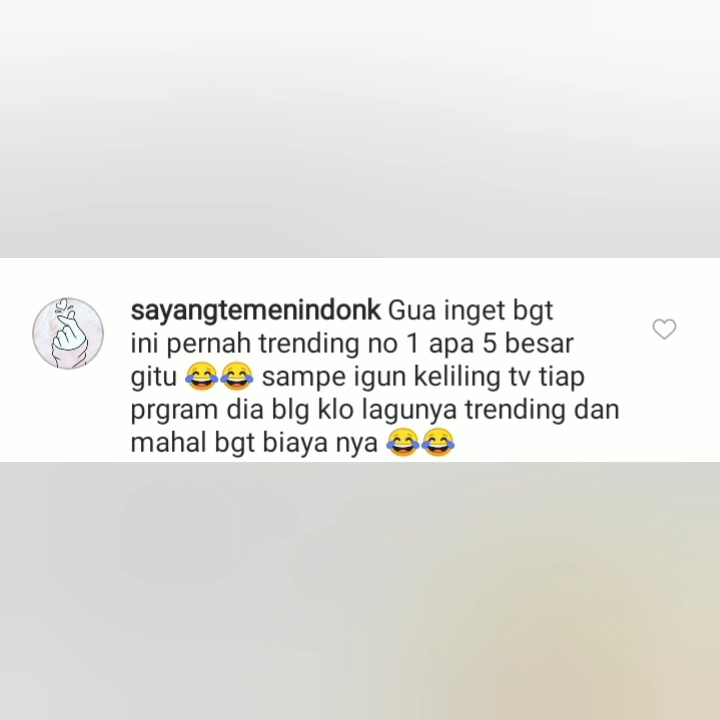 sayangtemenindonk Gua inget bgt
ini pernah trending no 1 apa 5 besar
gitu 😂😂 sampe igun keliling tv tiap
prgram dia blg klo lagunya trending dan
mahal bgt biaya nya 😂😂